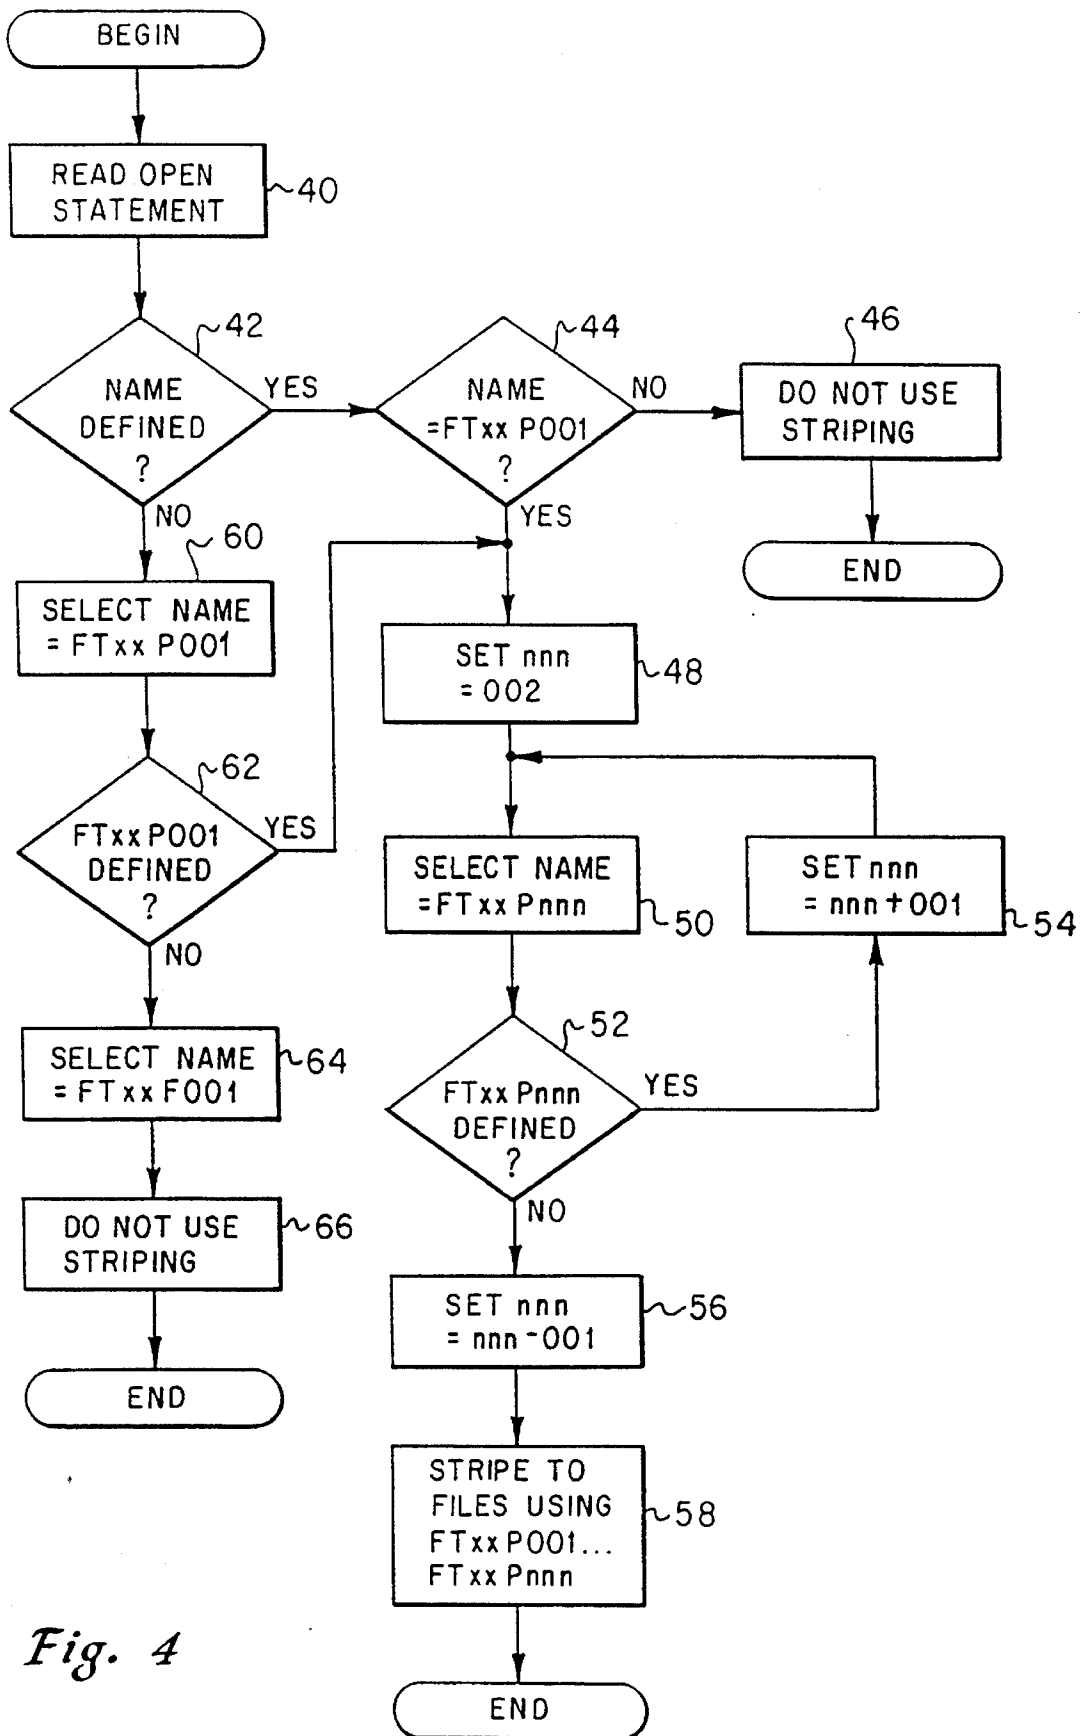 BEGIN
READ OPEN
STATEMENT
40
42
NAME
DEFINED
?
YES
NO
44
NAME
=FTxx P001
?
NO
YES
46
DO NOT USE
STRIPING
END
60
SELECT NAME
= FTxx P001
62
FTxx P001
DEFINED
?
YES
NO
64
SELECT NAME
= FTxx F001
66
DO NOT USE
STRIPING
END
SET nnn
= 002
48
SELECT NAME
=FTxx Pnnn
50
SET nnn
= nnn+001
54
52
FTxx Pnnn
DEFINED
?
YES
NO
SET nnn
= nnn-001
56
STRIPE TO
FILES USING
FTxx P001...
FTxx Pnnn
58
END
Fig. 4